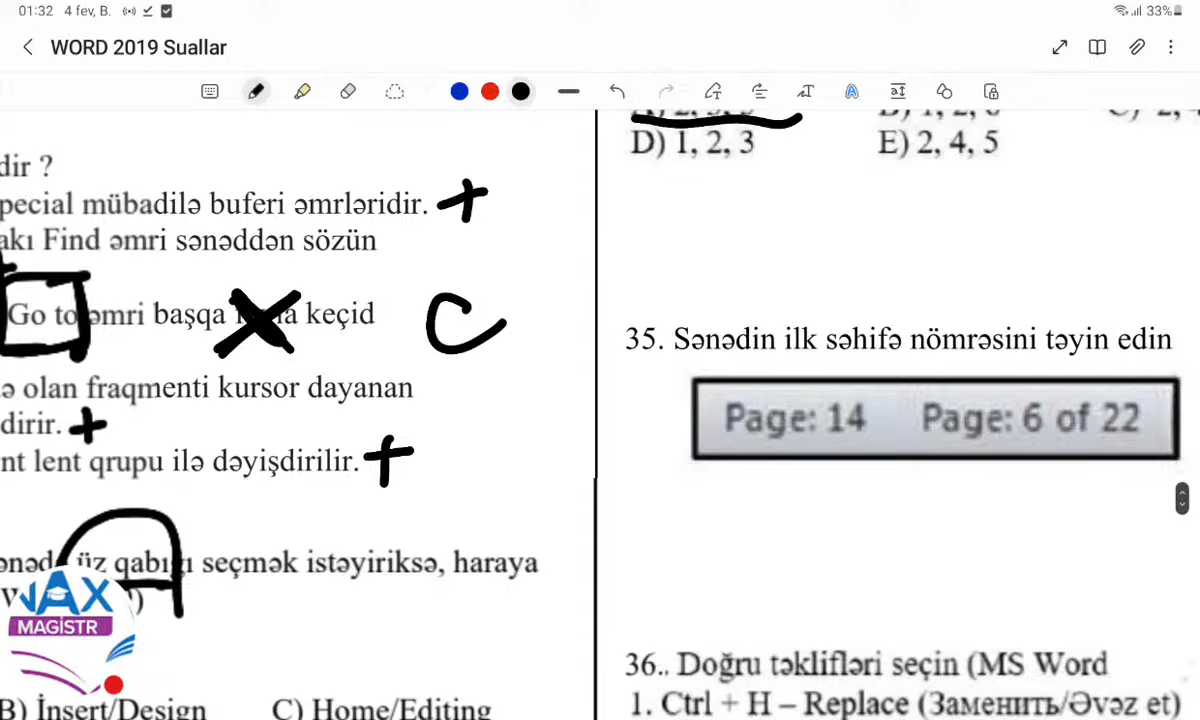 01:32 4 fev, B. 33%
WORD 2019 Suallar
dir ?
pecial mübadilə buferi əmrləridir. +
akı Find əmri sənəddən sözün
Go to əmri başqa keçid C
ə olan fraqmenti kursor dayanan
dirir. +
nt lent qrupu ilə dəyişdirilir. +
üz qabığı seçmək istəyiriksə, haraya
MAGİSTR
B) İnsert/Design C) Home/Editing
D) 1, 2, 3 E) 2, 4, 5
35. Sənədin ilk səhifə nömrəsini təyin edin
Page: 14 Page: 6 of 22
36.. Doğru təklifləri seçin (MS Word
1. Ctrl + H – Replace (Заменить/Əvəz et)